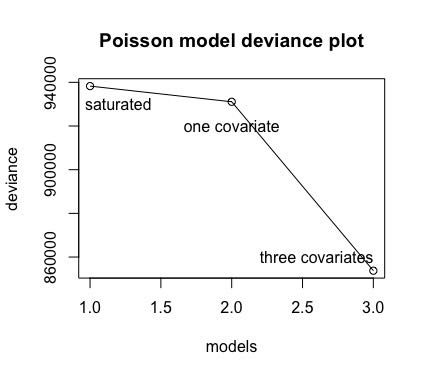 Poisson model deviance plot
940000
900000
860000
deviance
saturated
one covariate
three covariates
1.0 1.5 2.0 2.5 3.0
models